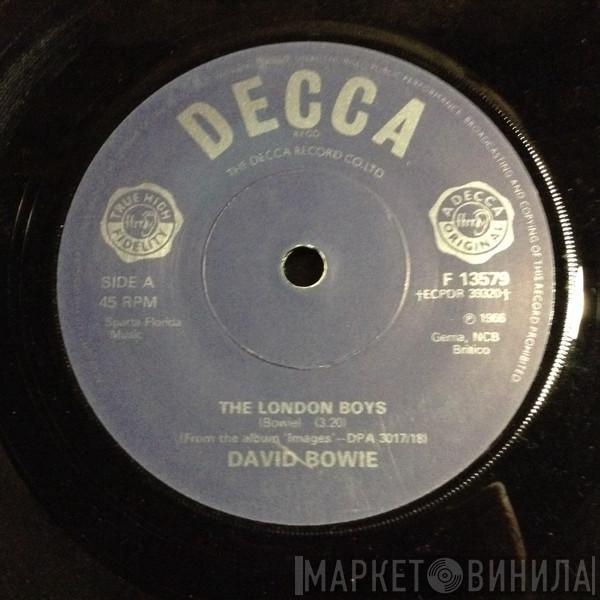 DECCA
REGD
THE DECCA RECORD CO. LTD
PERFORMANCE, BROADCASTING AND COPYING OF THIS RECORD PROHIBITED
TRUE HIGH
ffrr
FIDELITY
A DECCA
ffrr
ORIGINAL
SIDE A
45 RPM
Sparta Florida
Music
F 13579
†ECPDR 39320†
℗ 1966
Gema, NCB
Britico
THE LONDON BOYS
(Bowie) (3.20)
(From the album 'Images'—DPA 3017/18)
DAVID BOWIE
МАРКЕТ ВИНИЛА